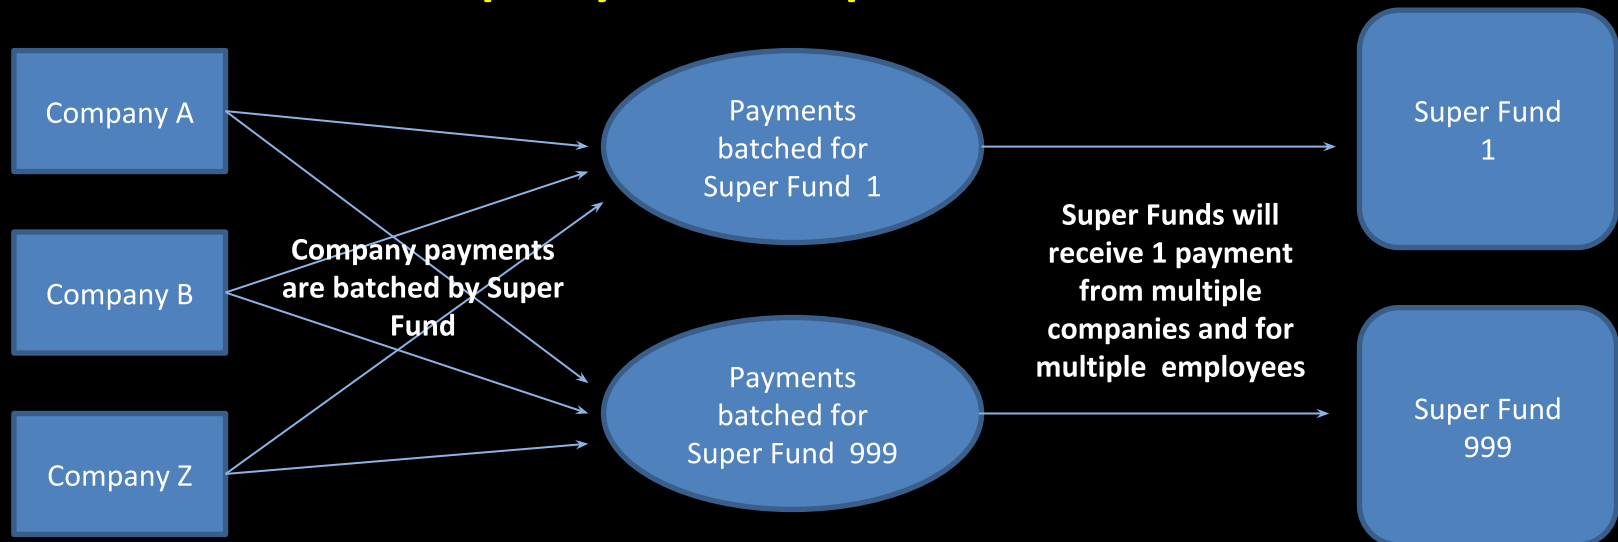 Company A
Company B
Company Z
Company payments
are batched by Super
Fund
Payments
batched for
Super Fund 1
Payments
batched for
Super Fund 999
Super Funds will
receive 1 payment
from multiple
companies and for
multiple employees
Super Fund
1
Super Fund
999